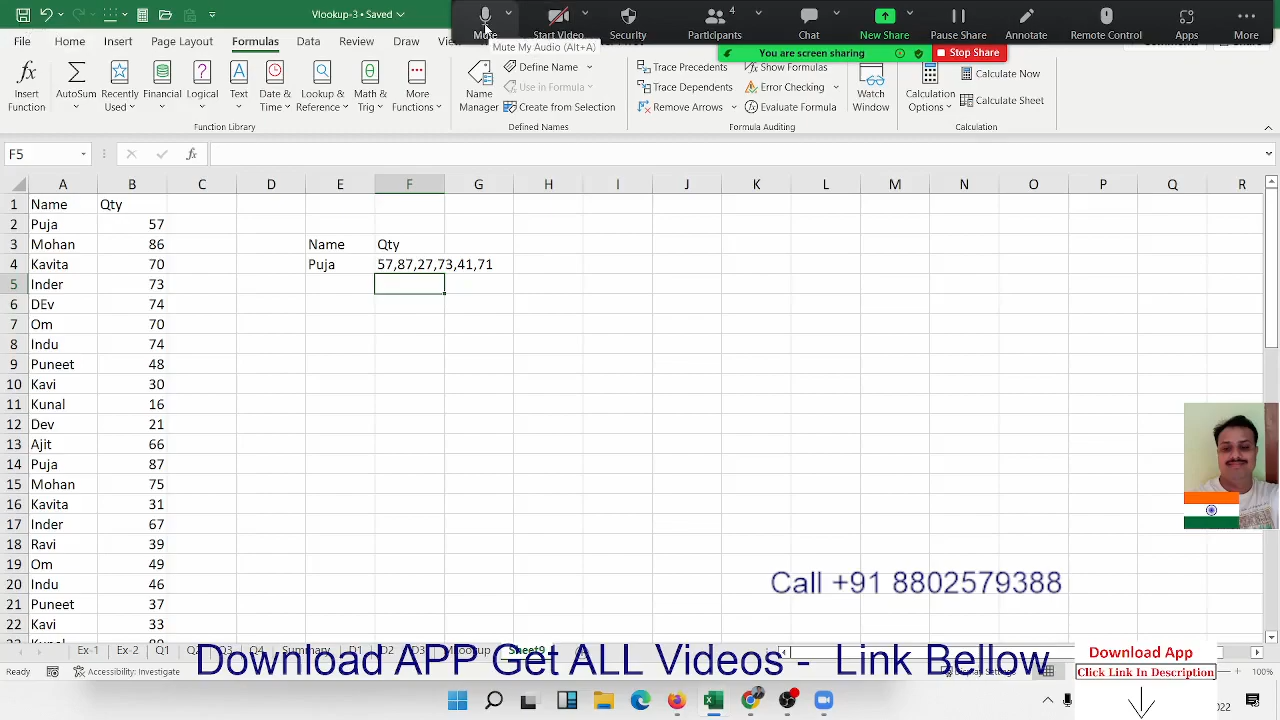 Vlookup-3
4
Mute Start Video Security Participants Chat New Share Pause Share Annotate Remote Control Apps More
File Home Insert Page Layout Formulas Data Review Draw
Mute My Audio (Alt+A)
You are screen sharing Stop Share
Insert Function
AutoSum Recently Used Financial Logical Text Date & Time Lookup & Reference Math & Trig More Functions
Function Library
Name Manager
Define Name
Use in Formula
Create from Selection
Defined Names
Trace Precedents
Trace Dependents
Remove Arrows
Show Formulas
Error Checking
Evaluate Formula
Formula Auditing
Watch Window
Calculation Options
Calculate Now
Calculate Sheet
Calculation
F5 fx
A B C D E F G H I J K L M N O P Q R
1 Name Qty
2 Puja 57
3 Mohan 86 Name Qty
4 Kavita 70 Puja 57,87,27,73,41,71
5 Inder 73
6 DEv 74
7 Om 70
8 Indu 74
9 Puneet 48
10 Kavi 30
11 Kunal 16
12 Dev 21
13 Ajit 66
14 Puja 87
15 Mohan 75
16 Kavita 31
17 Inder 67
18 Ravi 39
19 Om 49
20 Indu 46
21 Puneet 37
22 Kavi 33
Call +91 8802579388
Ex-1 Ex-2 Q1 Sheet9
Download APP Get ALL Videos - Link Bellow
Download App
Click Link In Description
Ready Accessibility: Investigate 100%